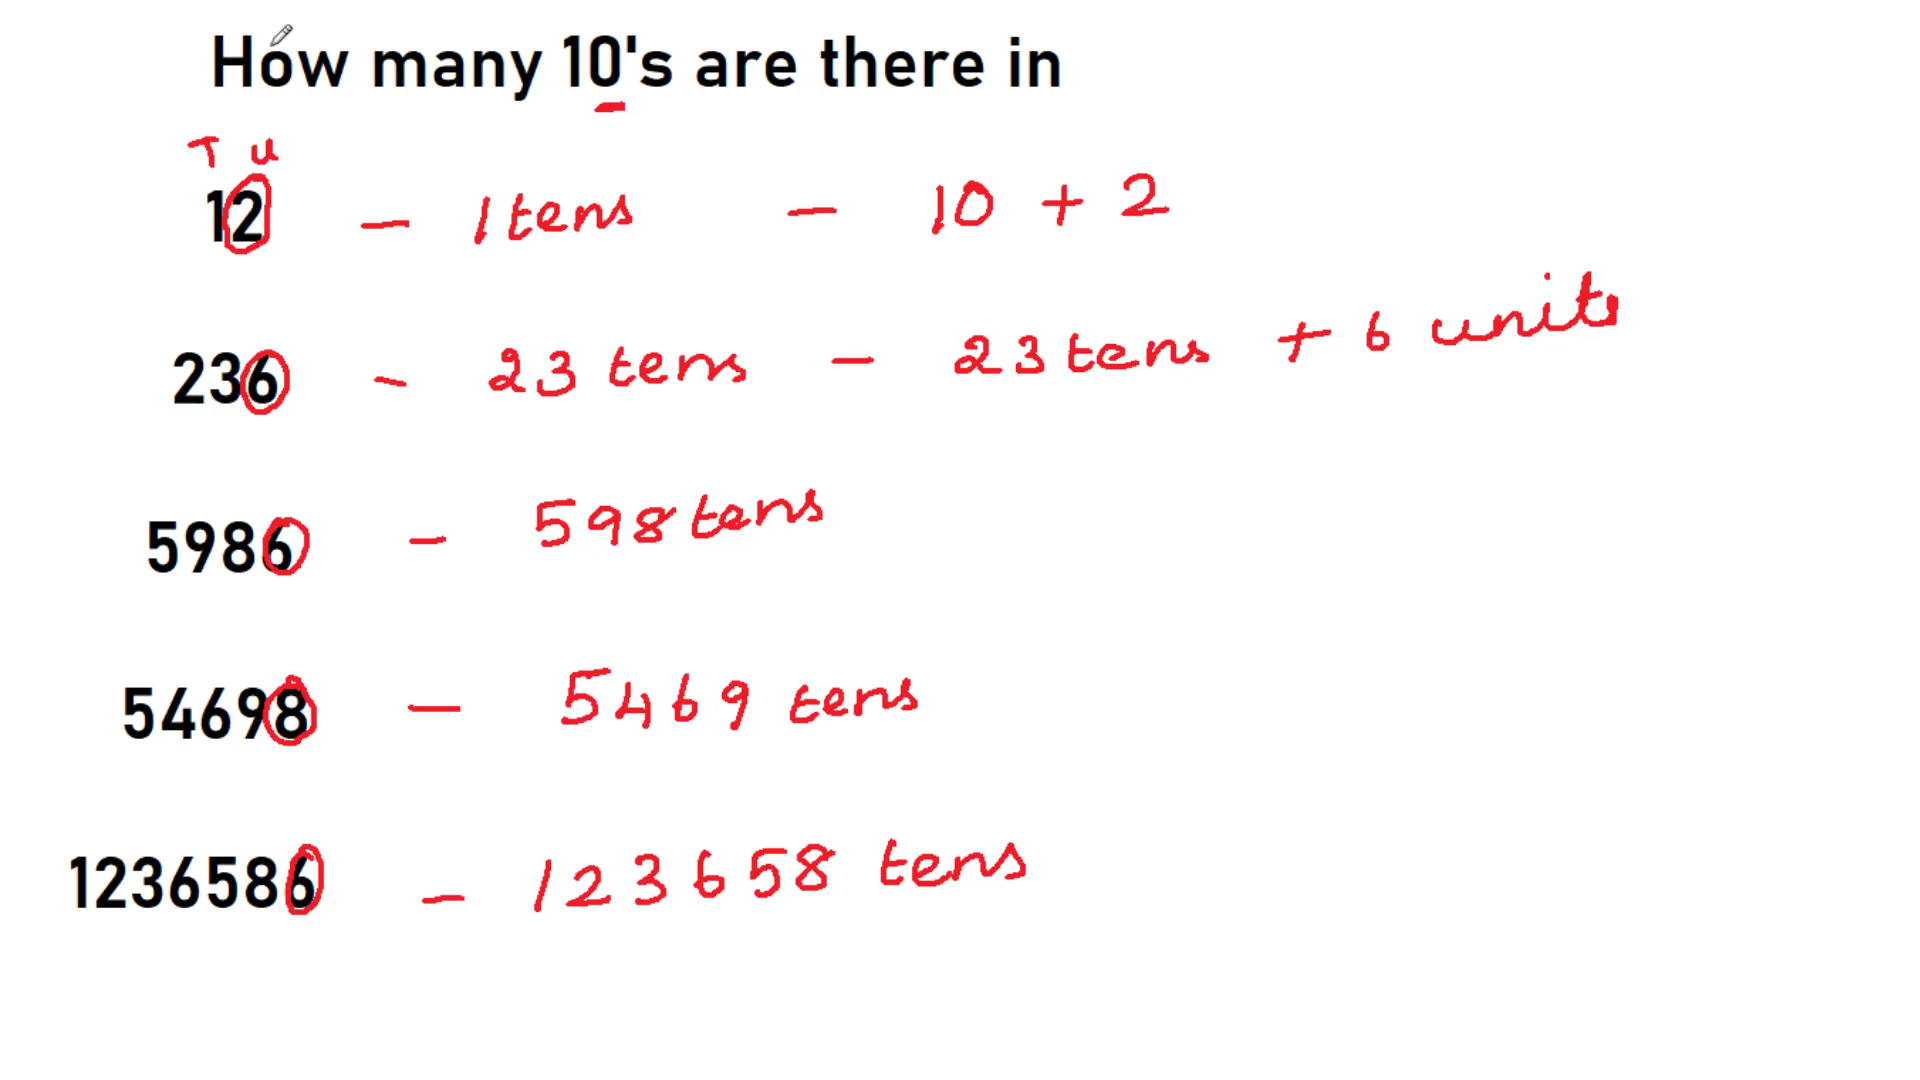 How many 10's are there in
T u
12 - 1 tens - 10 + 2
236 - 23 tens - 23 tens + 6 units
5986 - 598 tens
54698 - 5469 tens
1236586 - 123658 tens